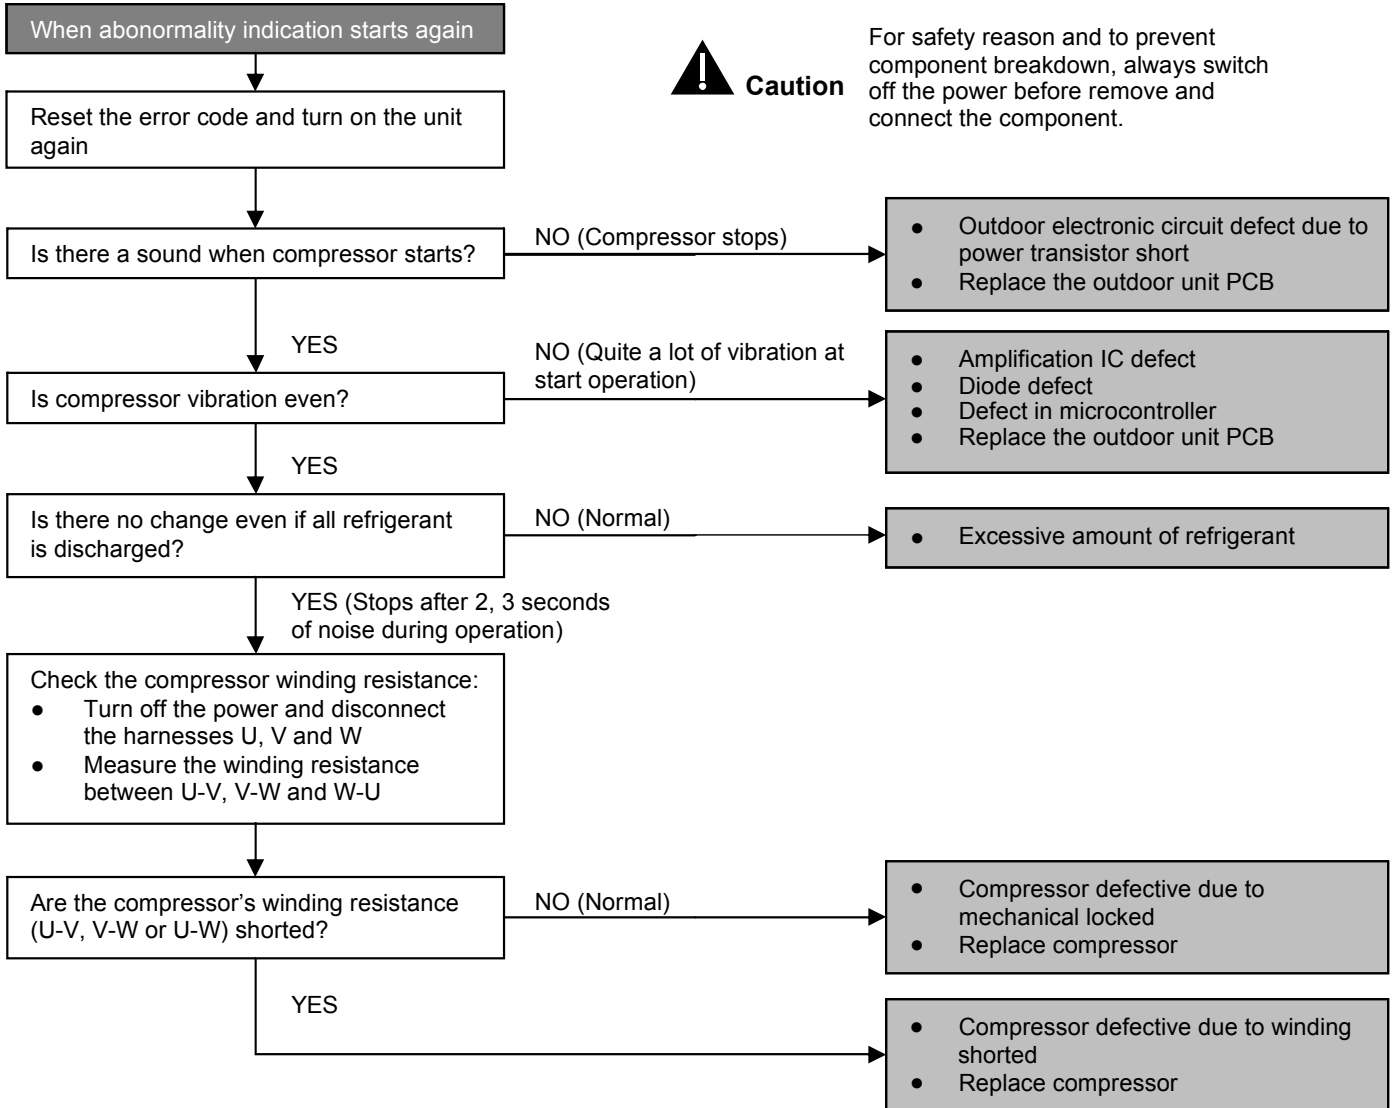 When abonormality indication starts again
Caution
For safety reason and to prevent
component breakdown, always switch
off the power before remove and
connect the component.
Reset the error code and turn on the unit
again
Is there a sound when compressor starts?
NO (Compressor stops)
● Outdoor electronic circuit defect due to
power transistor short
● Replace the outdoor unit PCB
YES
NO (Quite a lot of vibration at
start operation)
Is compressor vibration even?
● Amplification IC defect
● Diode defect
● Defect in microcontroller
● Replace the outdoor unit PCB
YES
Is there no change even if all refrigerant
is discharged?
NO (Normal)
● Excessive amount of refrigerant
YES (Stops after 2, 3 seconds
of noise during operation)
Check the compressor winding resistance:
● Turn off the power and disconnect
the harnesses U, V and W
● Measure the winding resistance
between U-V, V-W and W-U
Are the compressor’s winding resistance
(U-V, V-W or U-W) shorted?
NO (Normal)
● Compressor defective due to
mechanical locked
● Replace compressor
YES
● Compressor defective due to winding
shorted
● Replace compressor